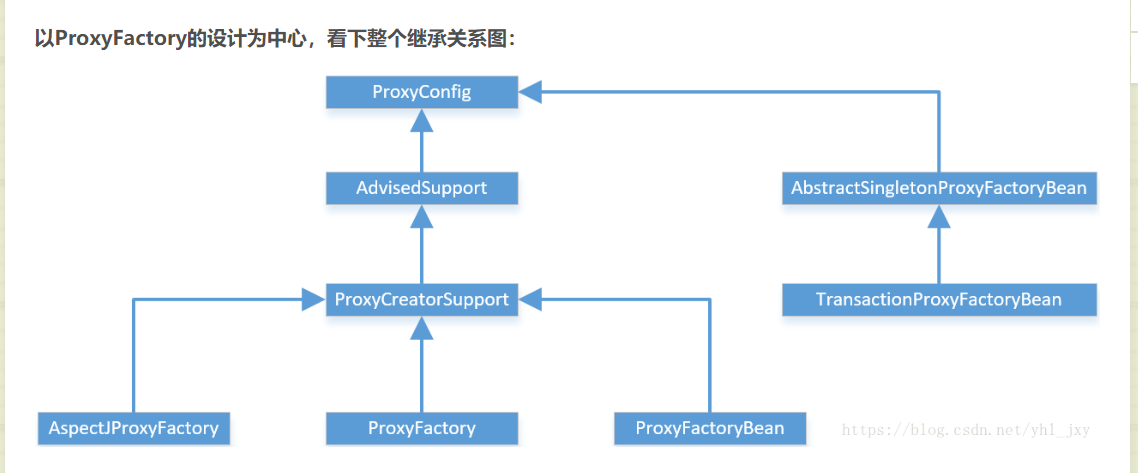 以ProxyFactory的设计为中心，看下整个继承关系图：
ProxyConfig
AdvisedSupport
AbstractSingletonProxyFactoryBean
ProxyCreatorSupport
TransactionProxyFactoryBean
AspectJProxyFactory
ProxyFactory
ProxyFactoryBean
https://blog.csdn.net/yhl_jxy